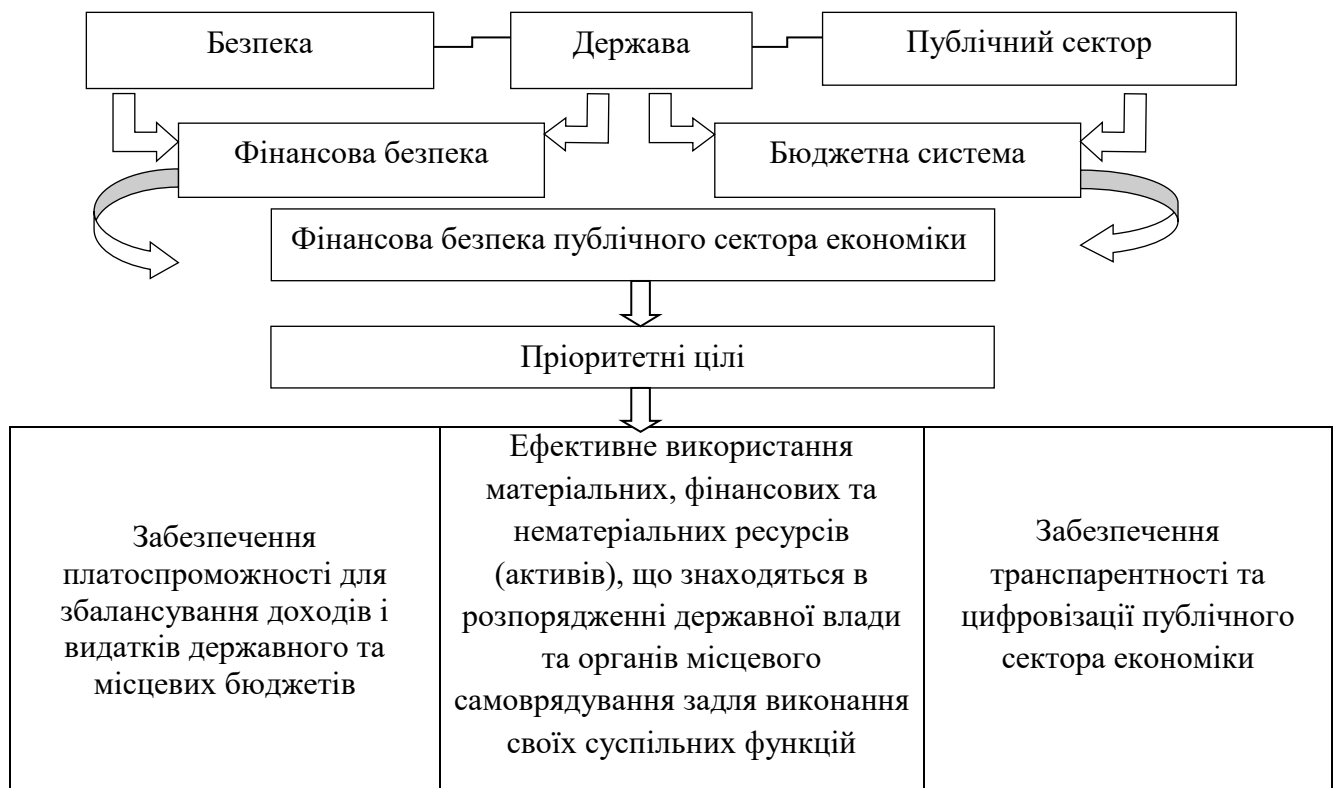 Безпека
Держава
Публічний сектор
Фінансова безпека
Бюджетна система
Фінансова безпека публічного сектора економіки
Пріоритетні цілі
Забезпечення
платоспроможності для
збалансування доходів і
видатків державного та
місцевих бюджетів
Ефективне використання
матеріальних, фінансових та
нематеріальних ресурсів
(активів), що знаходяться в
розпорядженні державної влади
та органів місцевого
самоврядування задля виконання
своїх суспільних функцій
Забезпечення
транспарентності та
цифровізації публічного
сектора економіки